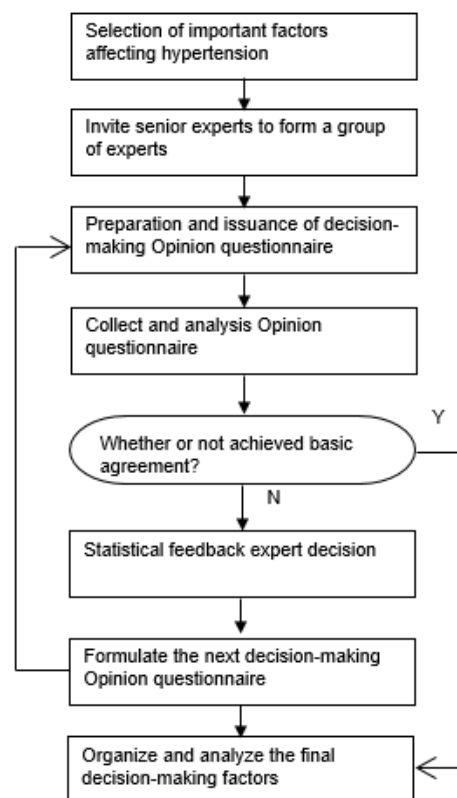 Selection of important factors
affecting hypertension
Invite senior experts to form a group
of experts
Preparation and issuance of decision-
making Opinion questionnaire
Collect and analysis Opinion
questionnaire
Whether or not achieved basic
agreement?
Y
N
Statistical feedback expert decision
Formulate the next decision-making
Opinion questionnaire
Organize and analyze the final
decision-making factors